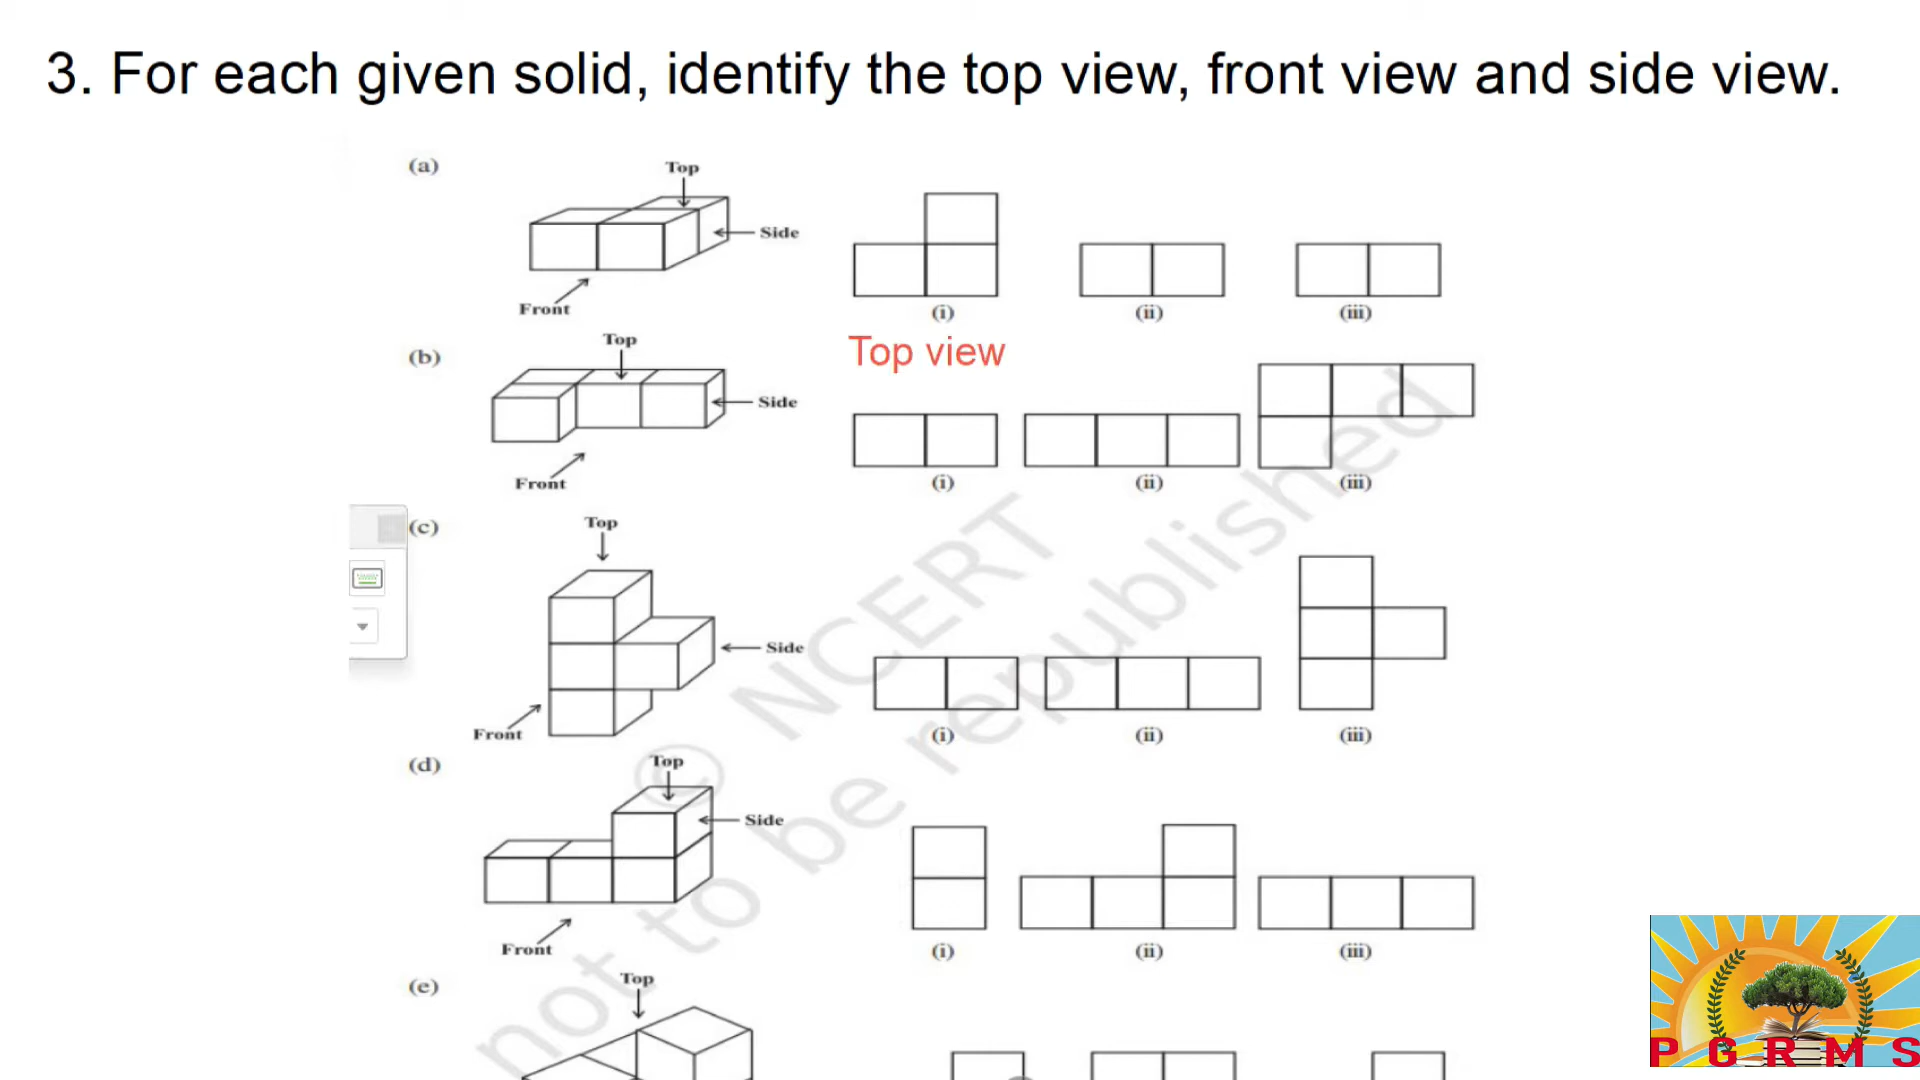 3. For each given solid, identify the top view, front view and side view.
(a)
Top
Side
Front
(i)
(ii)
(iii)
Top view
(b)
Top
Side
Front
(i)
(ii)
(iii)
(c)
Top
Side
Front
(i)
(ii)
(iii)
(d)
Top
Side
Front
(i)
(ii)
(iii)
(e)
Top
© NCERT
not to be republished
P G R M S